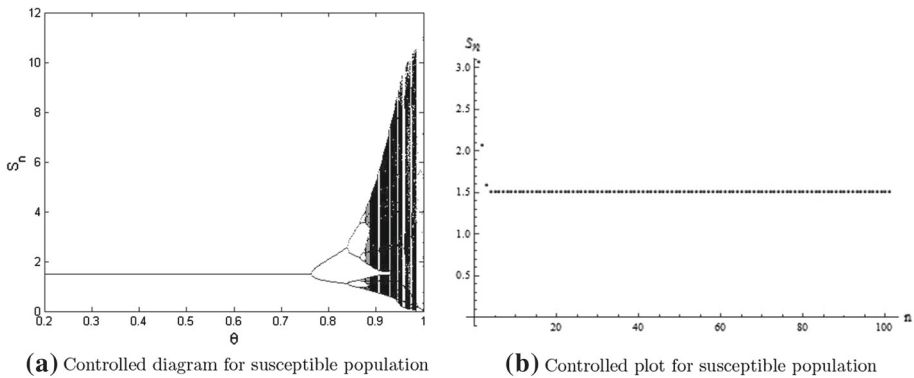 12
10
8
6
4
2
0
S_n
0.2 0.3 0.4 0.5 0.6 0.7 0.8 0.9 1
θ
(a) Controlled diagram for susceptible population
S_n
3.0
2.5
2.0
1.5
1.0
0.5
20 40 60 80 100
n
(b) Controlled plot for susceptible population